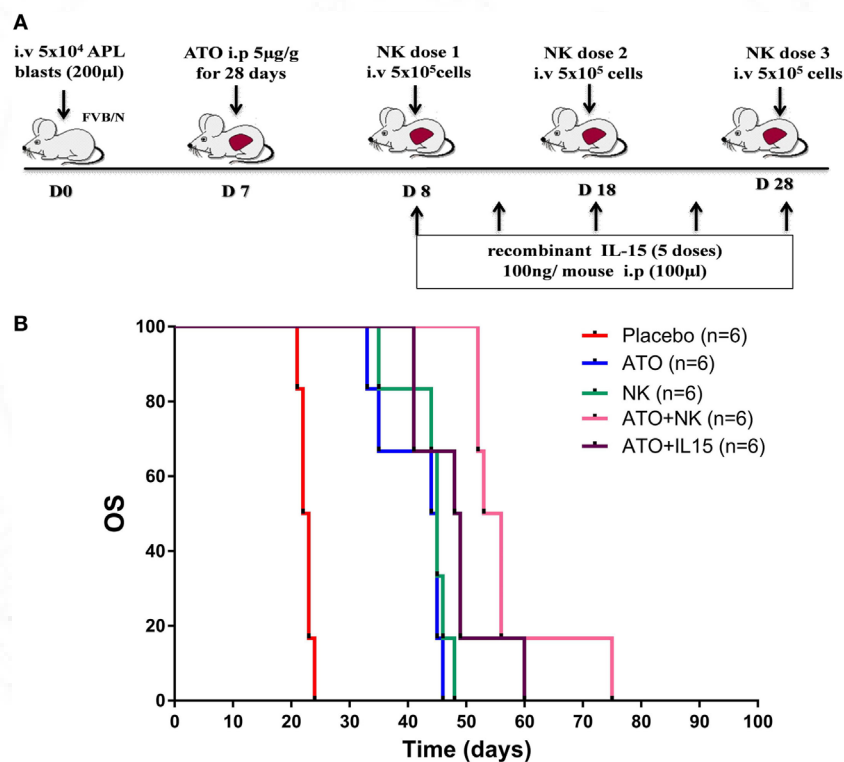 A
i.v 5x10⁴ APL
blasts (200µl)
ATO i.p 5µg/g
for 28 days
NK dose 1
i.v 5x10⁵cells
NK dose 2
i.v 5x10⁵ cells
NK dose 3
i.v 5x10⁵ cells
FVB/N
D0
D 7
D 8
D 18
D 28
recombinant IL-15 (5 doses)
100ng/ mouse i.p (100µl)
B
100
80
60
40
20
0
OS
Placebo (n=6)
ATO (n=6)
NK (n=6)
ATO+NK (n=6)
ATO+IL15 (n=6)
0 10 20 30 40 50 60 70 80 90 100
Time (days)